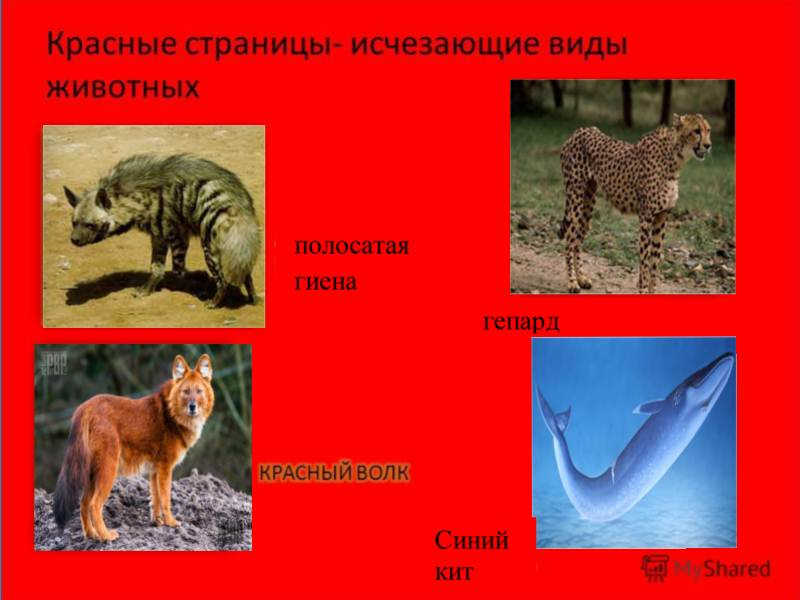 Красные страницы- исчезающие виды
животных
полосатая
гиена
гепард
КРАСНЫЙ ВОЛК
Синий
кит
MyShared